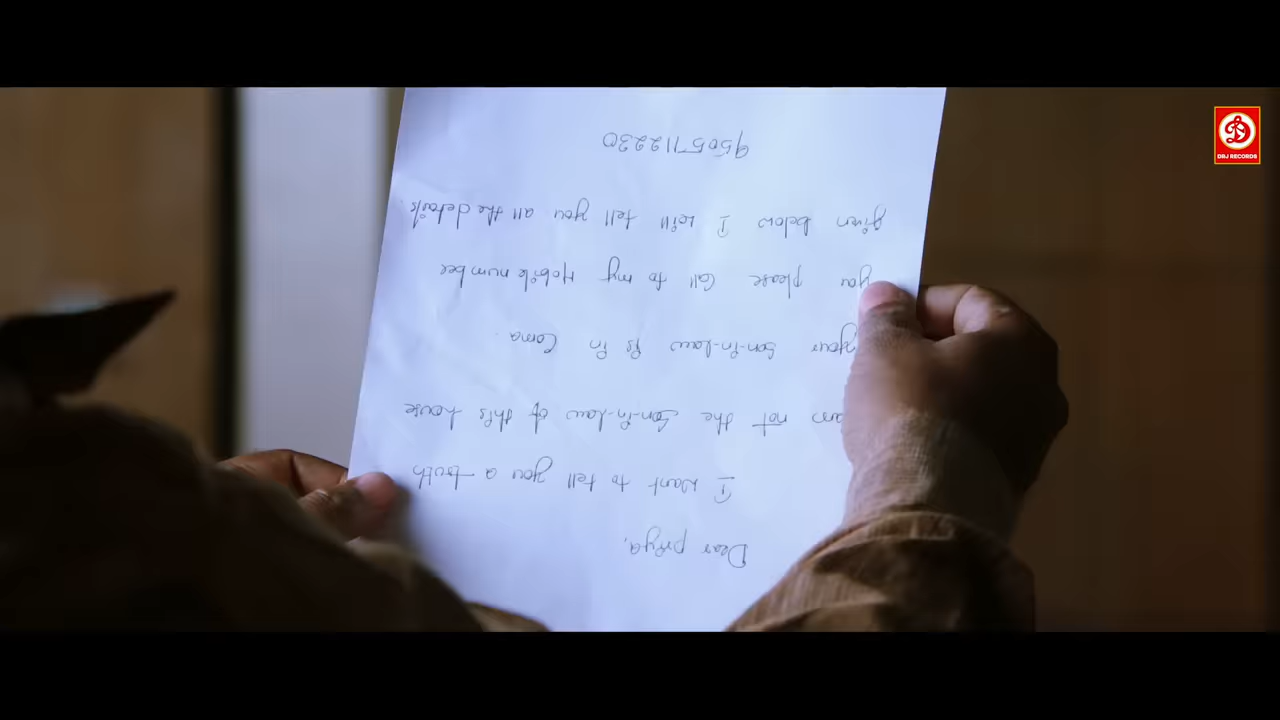 Dear priya,
I want to tell you a truth
am not the Son-in-law of this house
your Son-in-law is in Coma.
you please Call to my Mobile number
given below I will tell you all the details.
95057112230
DRJ RECORDS